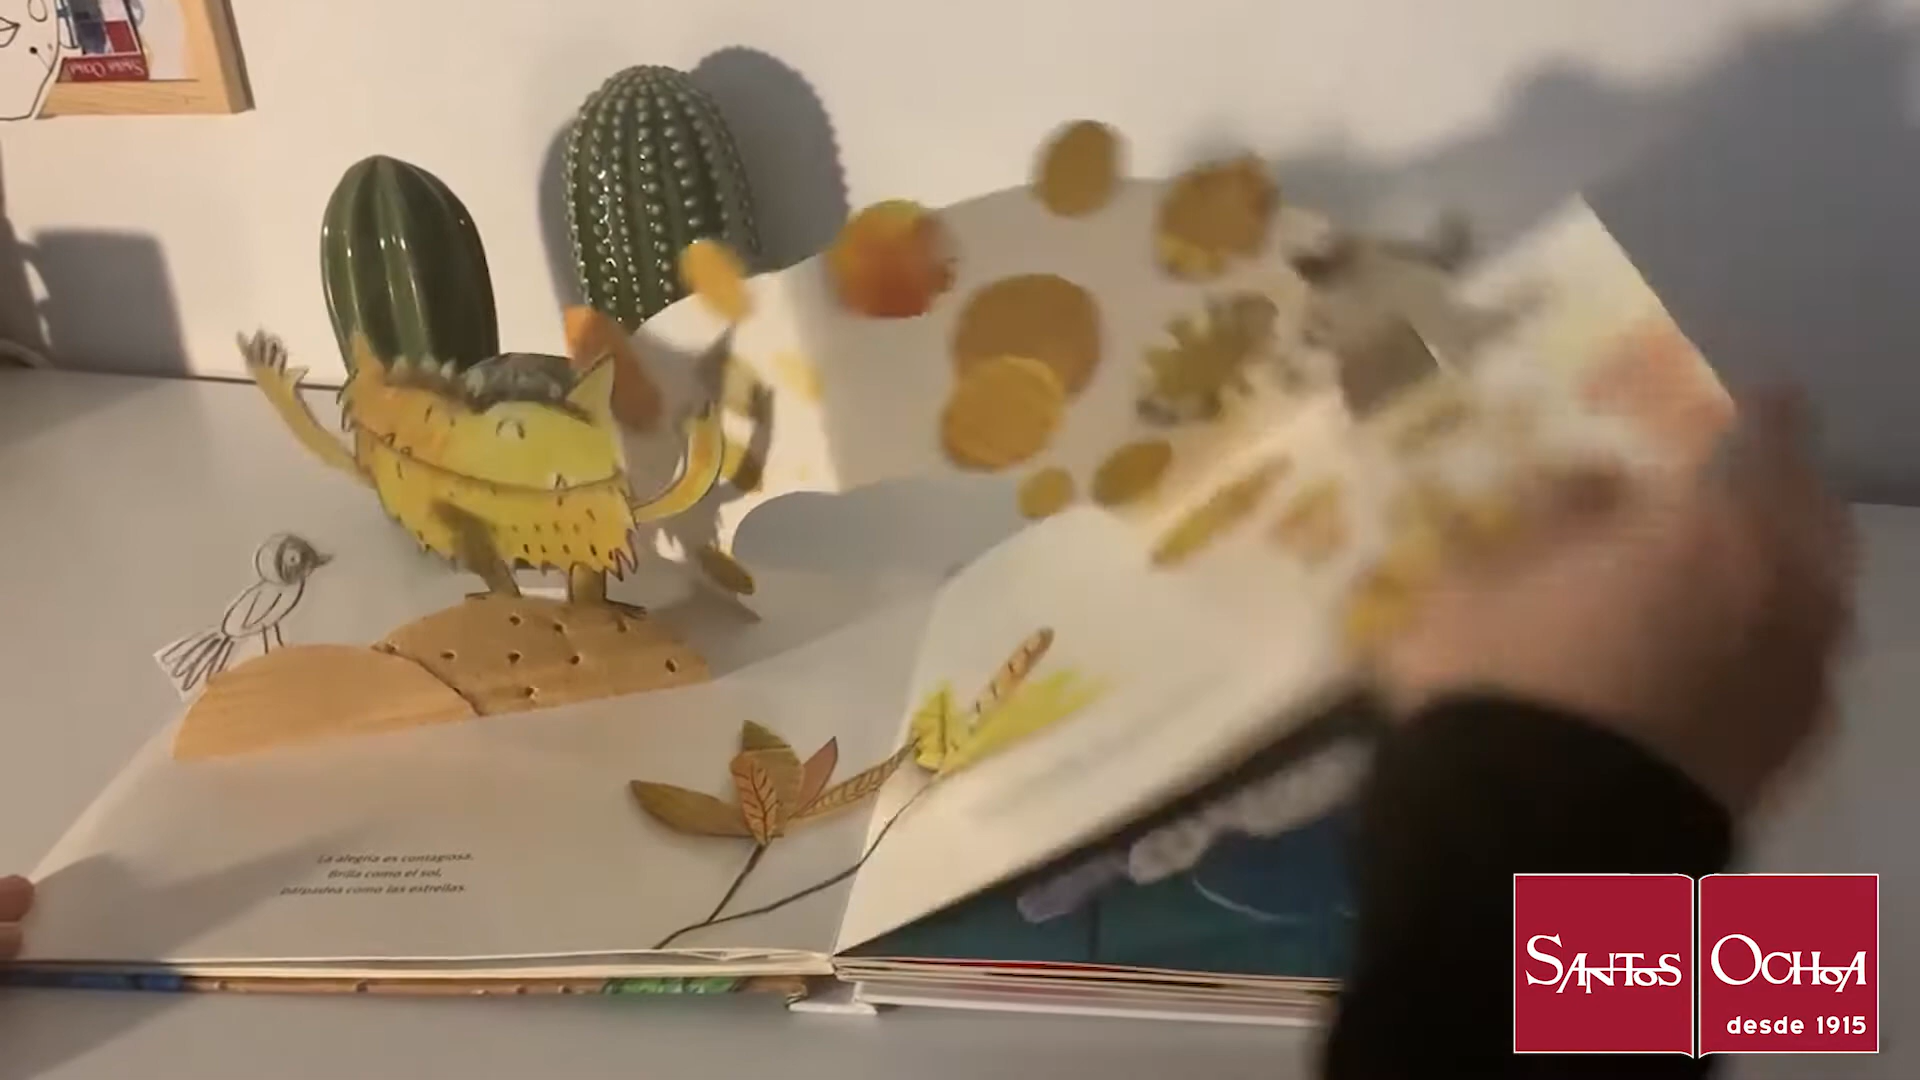 La alegría es contagiosa.
Brilla como el sol,
parpadea como las estrellas.
SANTOS OCHOA
desde 1915